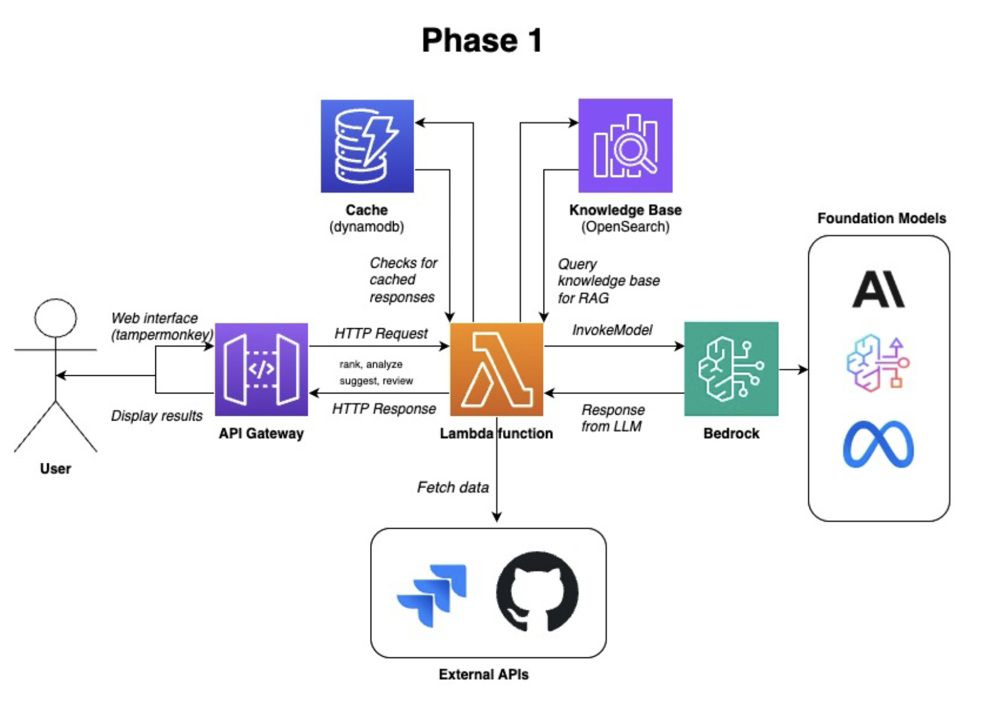 Phase 1
Cache
(dynamodb)
Knowledge Base
(OpenSearch)
Foundation Models
Checks for
cached
responses
Query
knowledge base
for RAG
AI
Web interface
(tampermonkey)
HTTP Request
InvokeModel
</>
rank, analyze
suggest, review
HTTP Response
Response
from LLM
Display results
API Gateway
Lambda function
Bedrock
User
Fetch data
External APIs